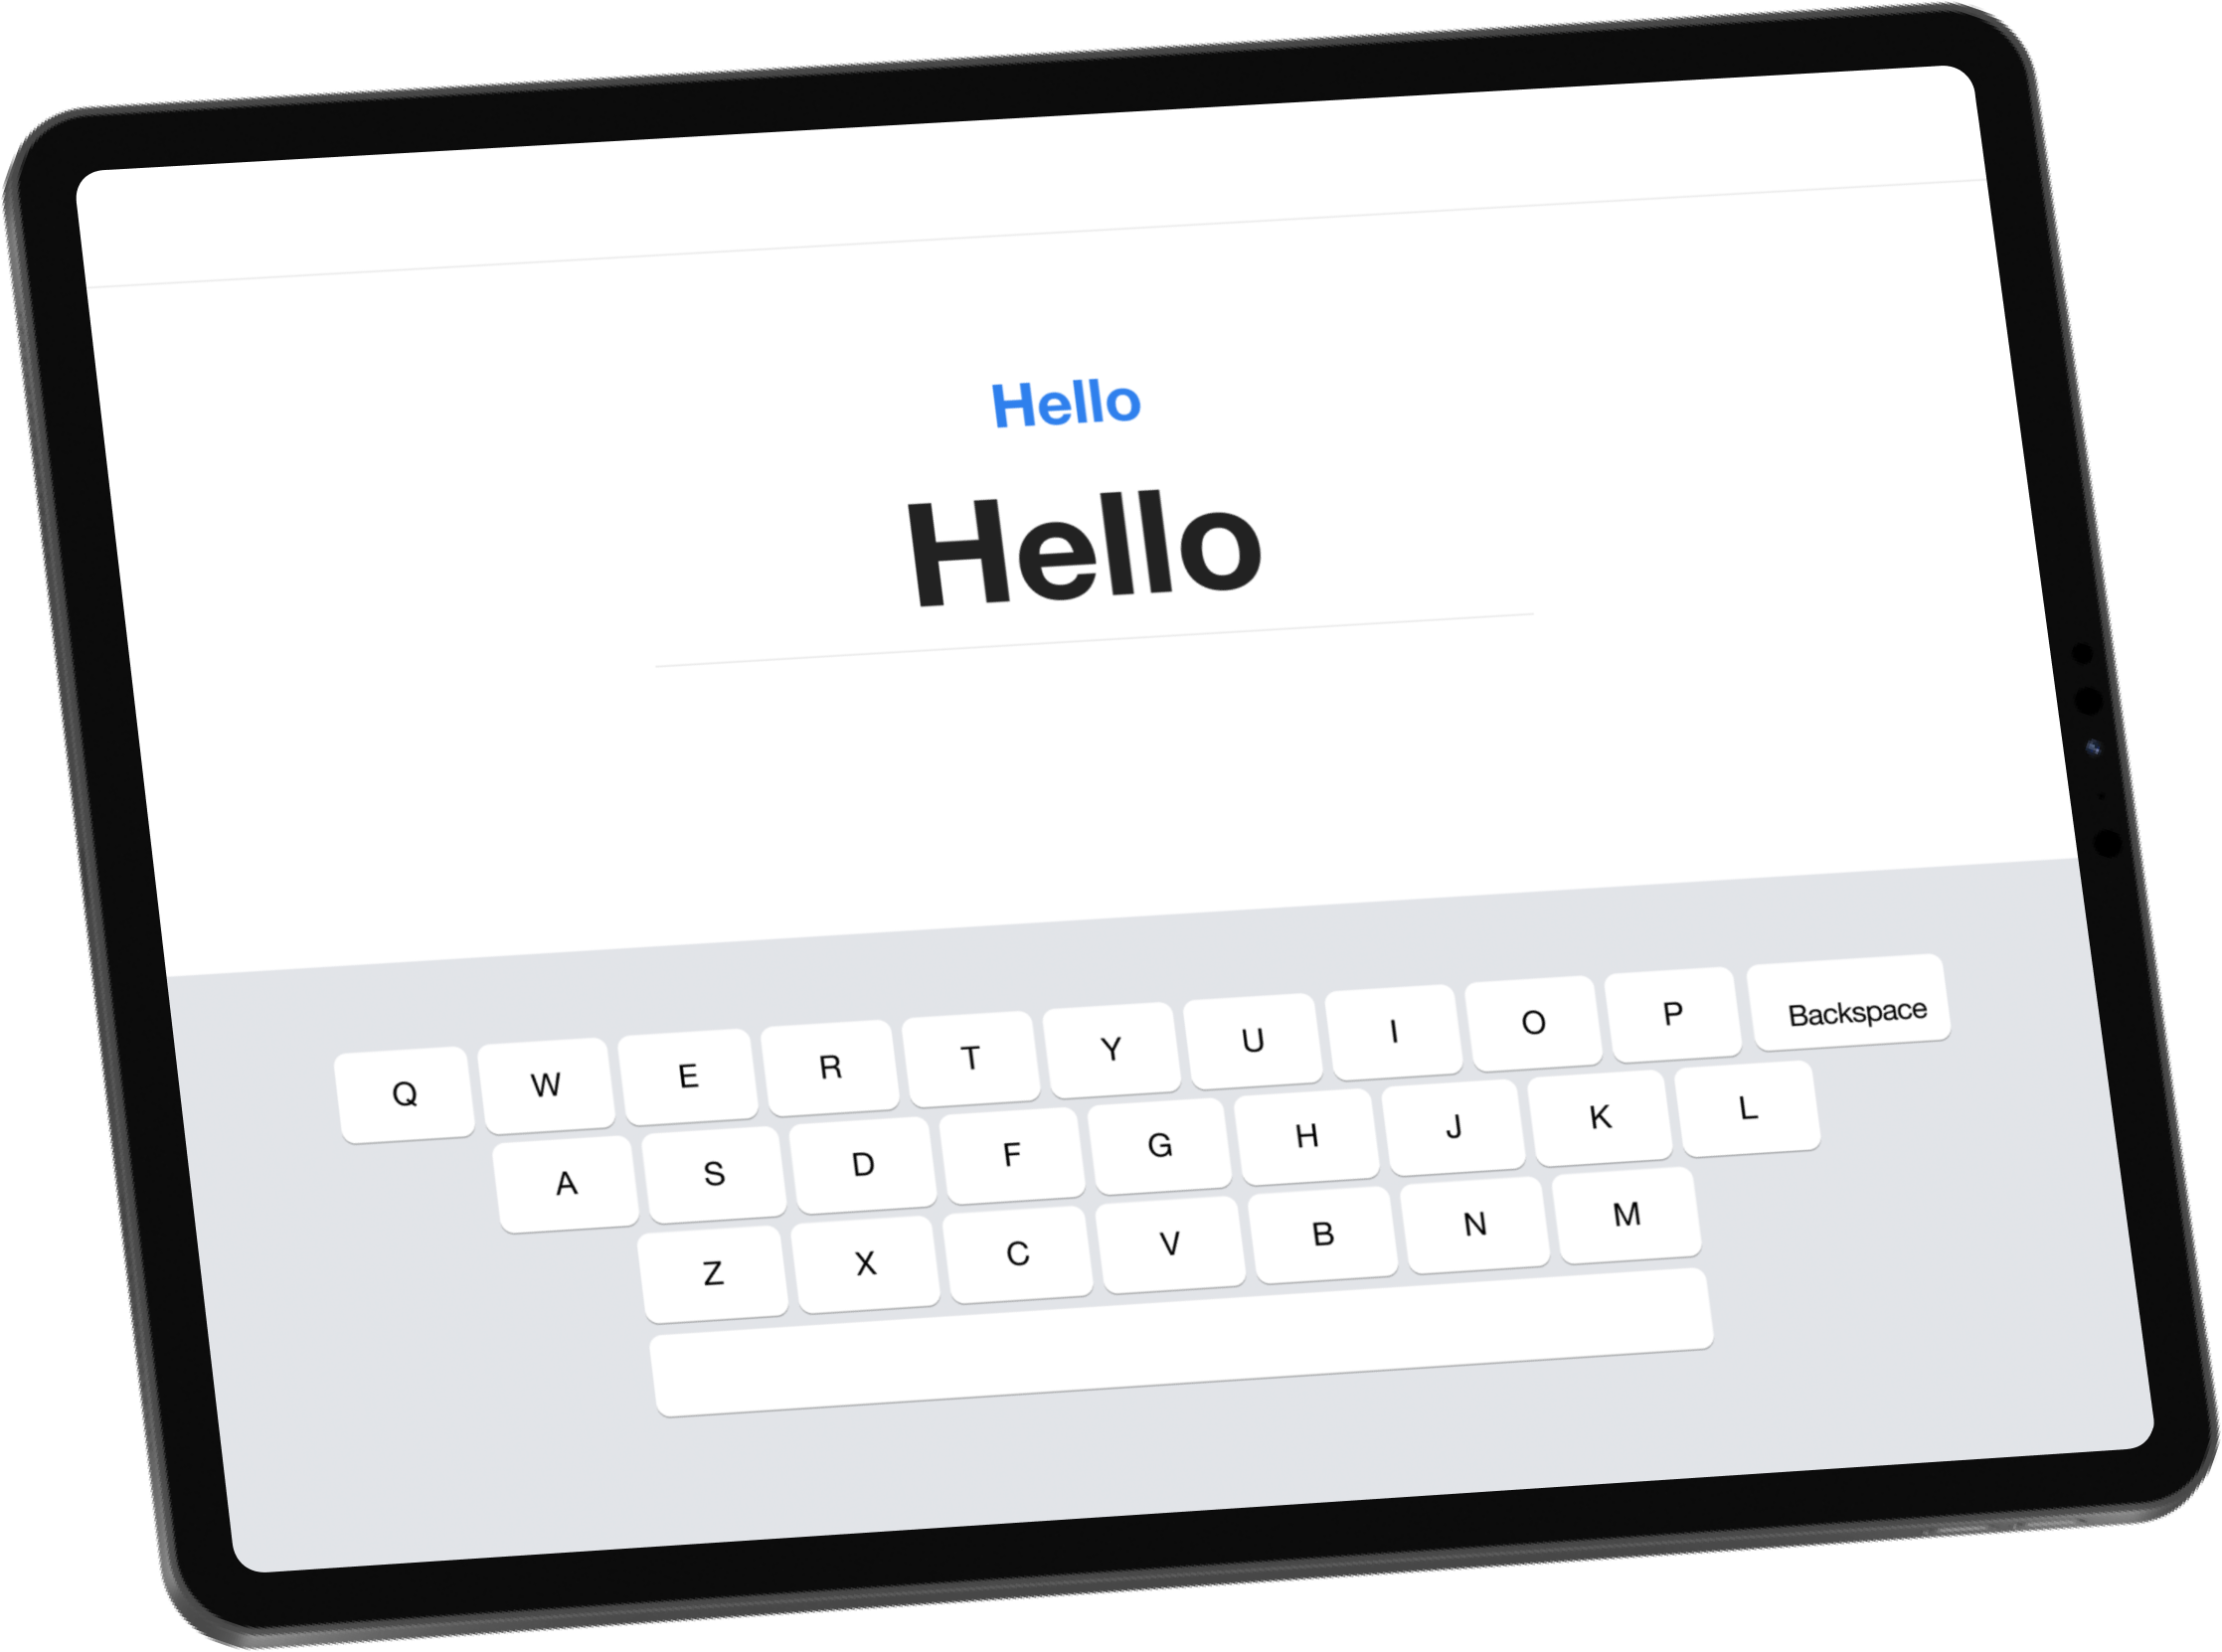 Hello
Hello
Q W E R T Y U I O P Backspace
A S D F G H J K L
Z X C V B N M